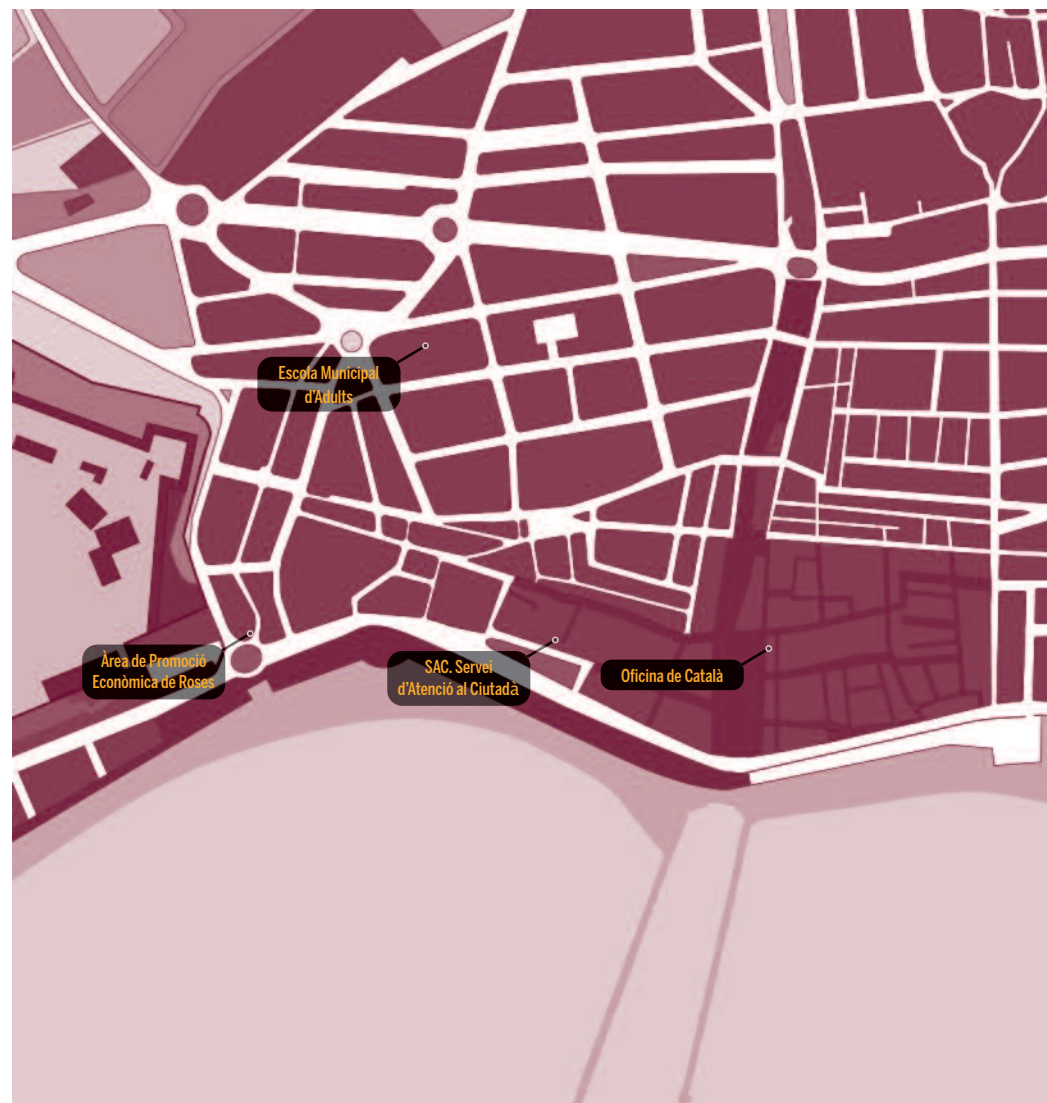 Escola Municipal
d'Adults
Àrea de Promoció
Econòmica de Roses
SAC. Servei
d'Atenció al Ciutadà
Oficina de Català